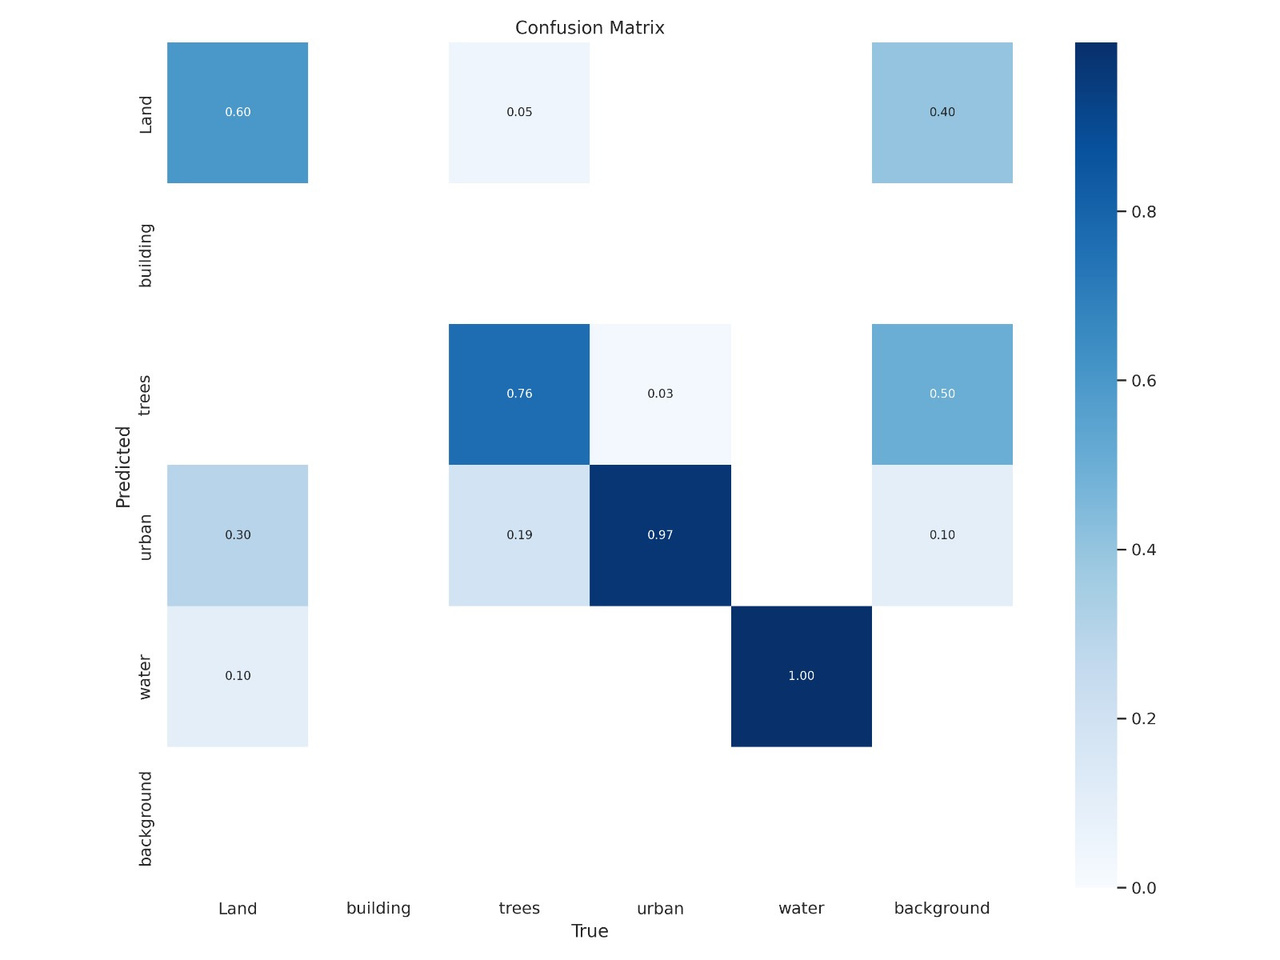 Confusion Matrix
Land
0.60
0.05
0.40
building
0.8
trees
0.76
0.03
0.50
0.6
Predicted
urban
0.30
0.19
0.97
0.10
0.4
water
0.10
1.00
0.2
background
0.0
Land building trees urban water background
True